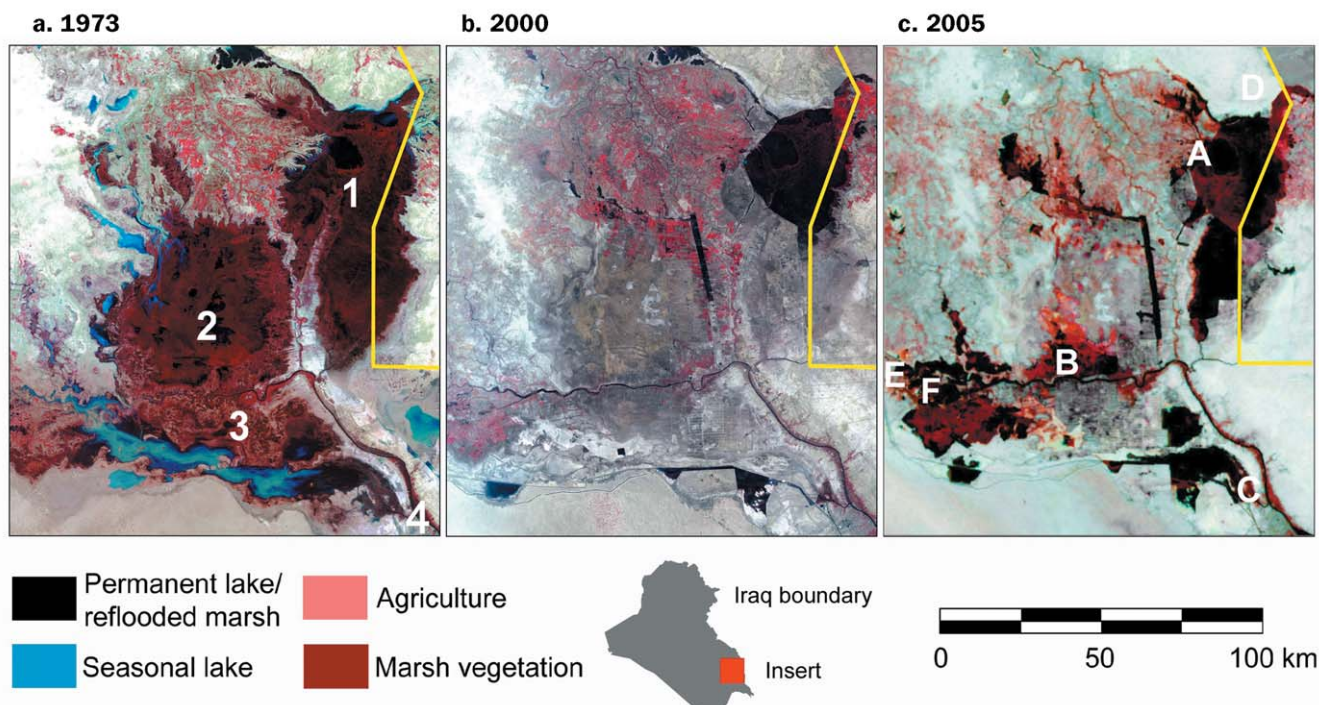 a. 1973
b. 2000
c. 2005
1
2
3
4
A
B
C
D
E
F
Permanent lake/
reflooded marsh
Seasonal lake
Agriculture
Marsh vegetation
Iraq boundary
Insert
0 50 100 km